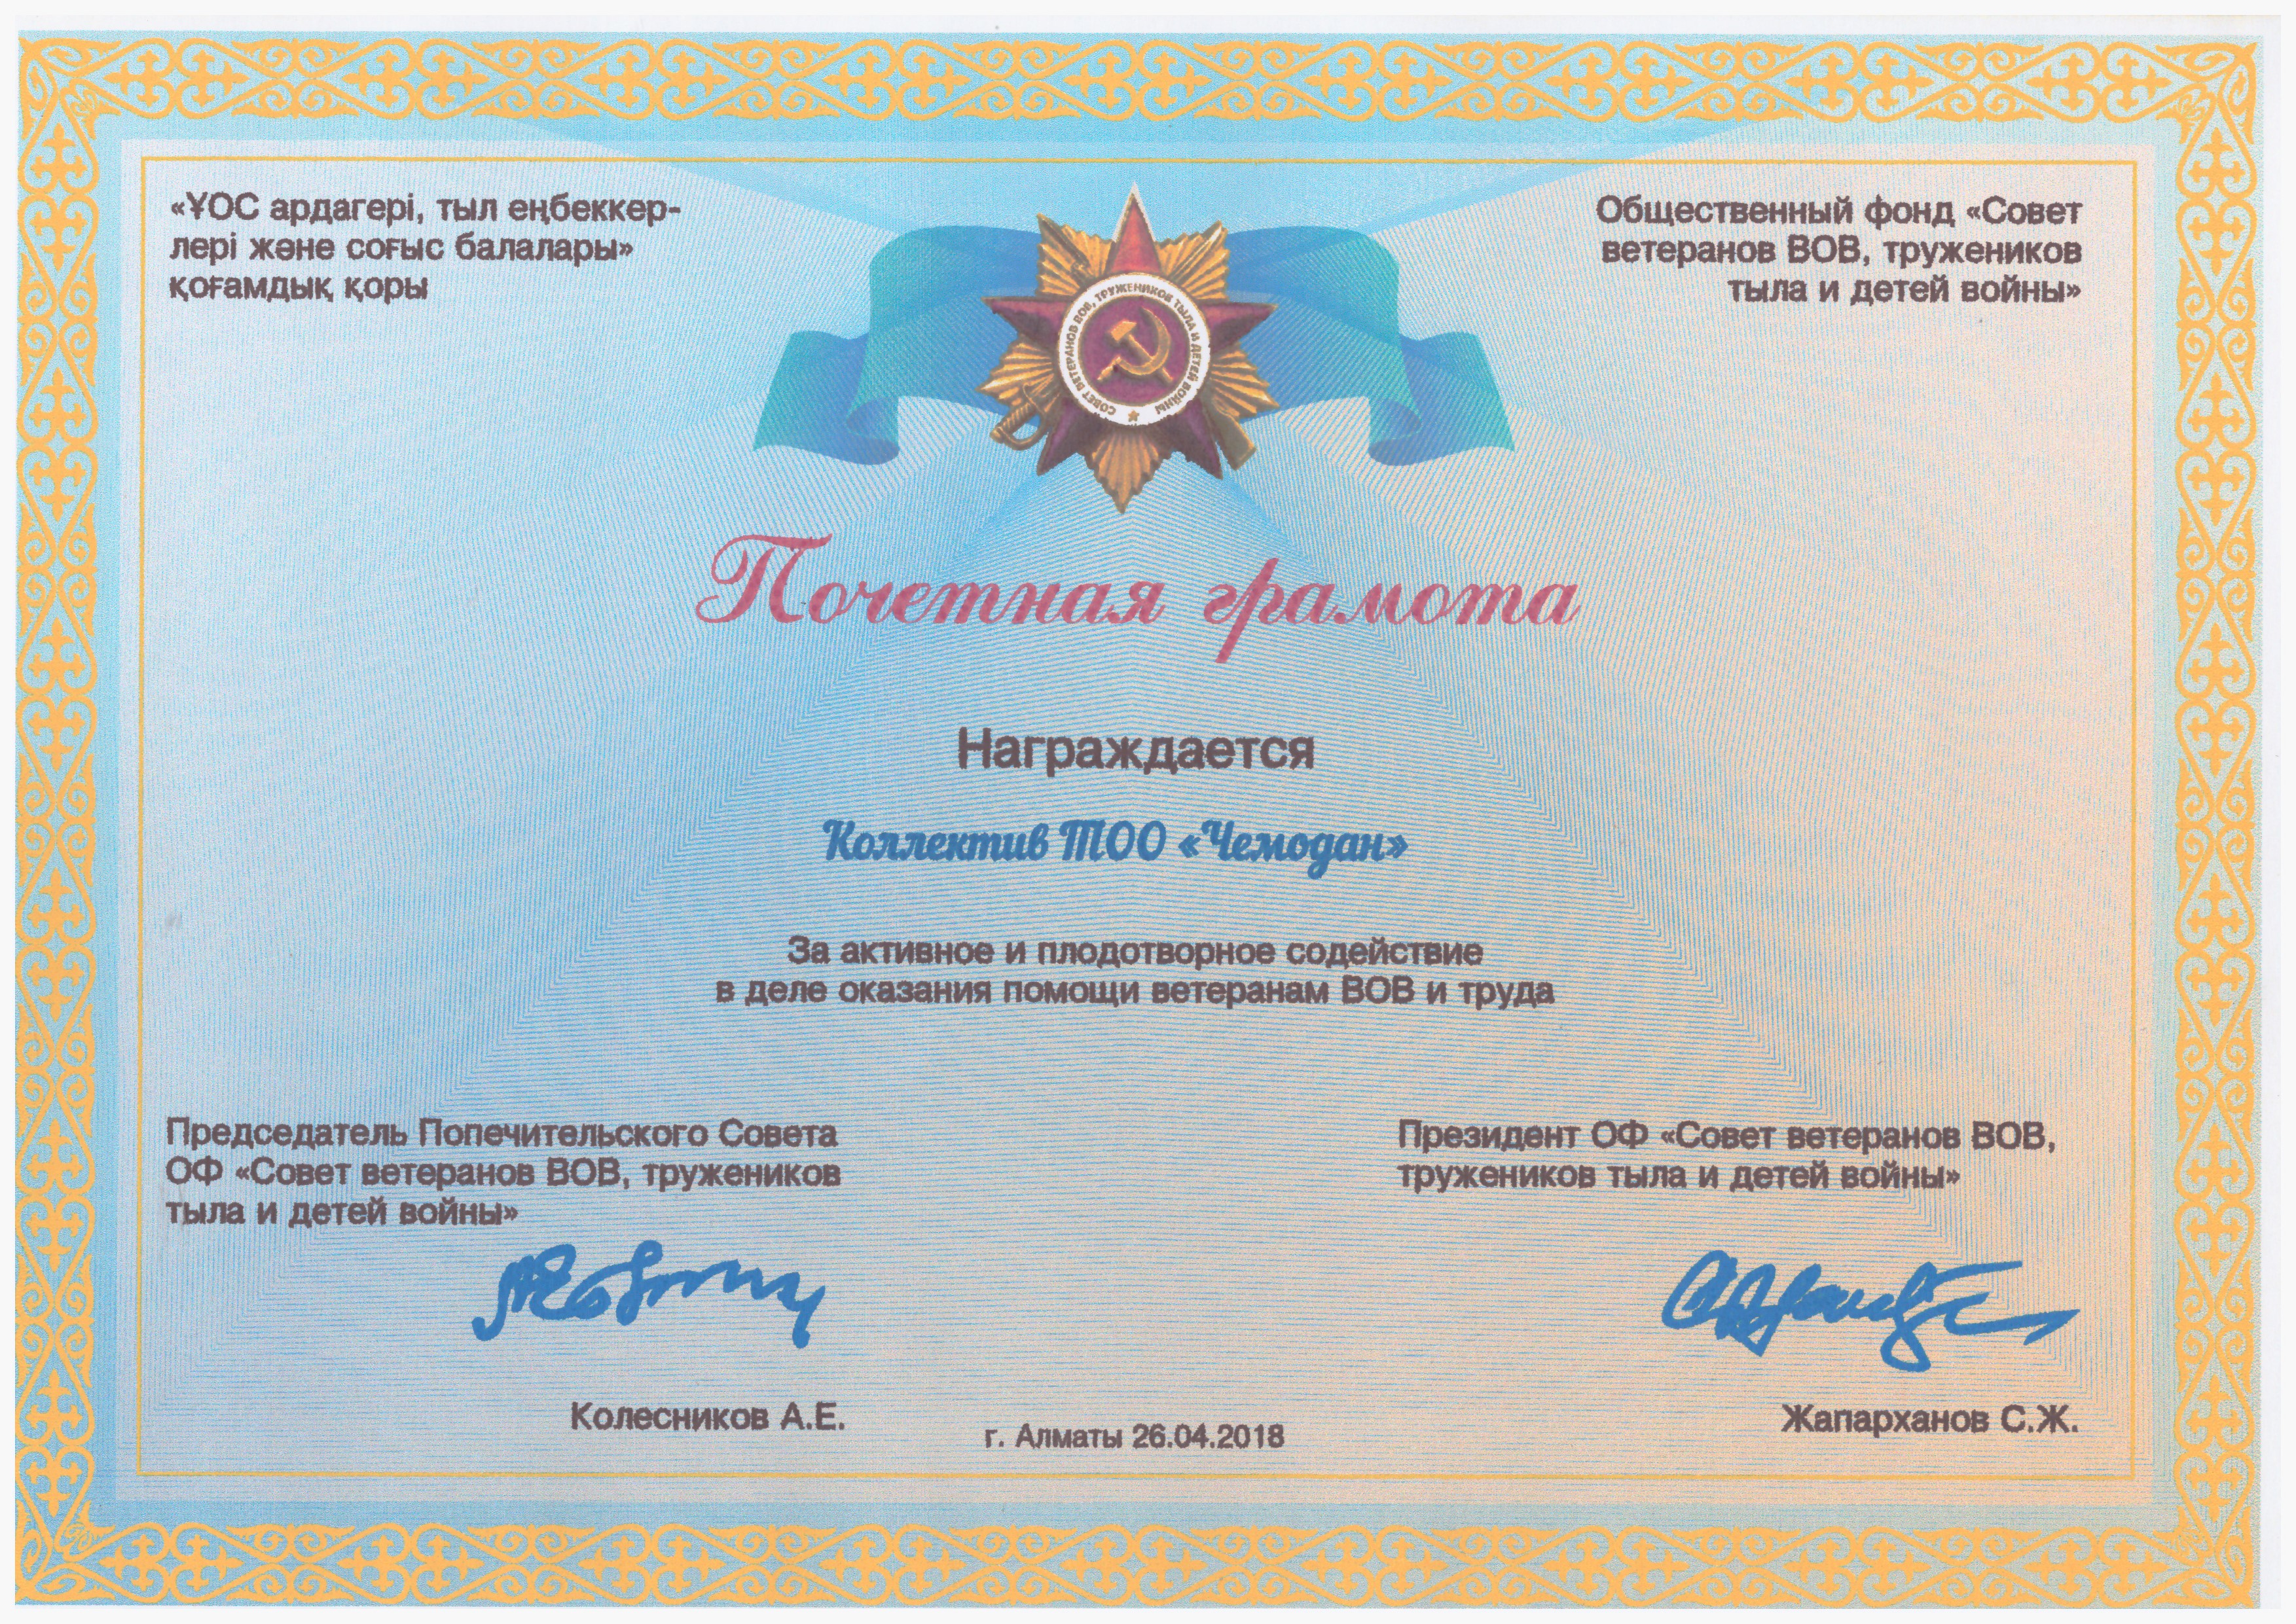 «ҰОС ардагері, тыл еңбеккер-
лері және соғыс балалары»
қоғамдық қоры
Общественный фонд «Совет
ветеранов ВОВ, тружеников
тыла и детей войны»
СОВЕТ ВЕТЕРАНОВ ВОВ, ТРУЖЕНИКОВ ТЫЛА И ДЕТЕЙ ВОЙНЫ
Почетная грамота
Награждается
Коллектив ТОО «Чемодан»
За активное и плодотворное содействие
в деле оказания помощи ветеранам ВОВ и труда
Председатель Попечительского Совета
ОФ «Совет ветеранов ВОВ, тружеников
тыла и детей войны»
Президент ОФ «Совет ветеранов ВОВ,
тружеников тыла и детей войны»
Колесников А.Е.
г. Алматы 26.04.2018
Жапарханов С.Ж.